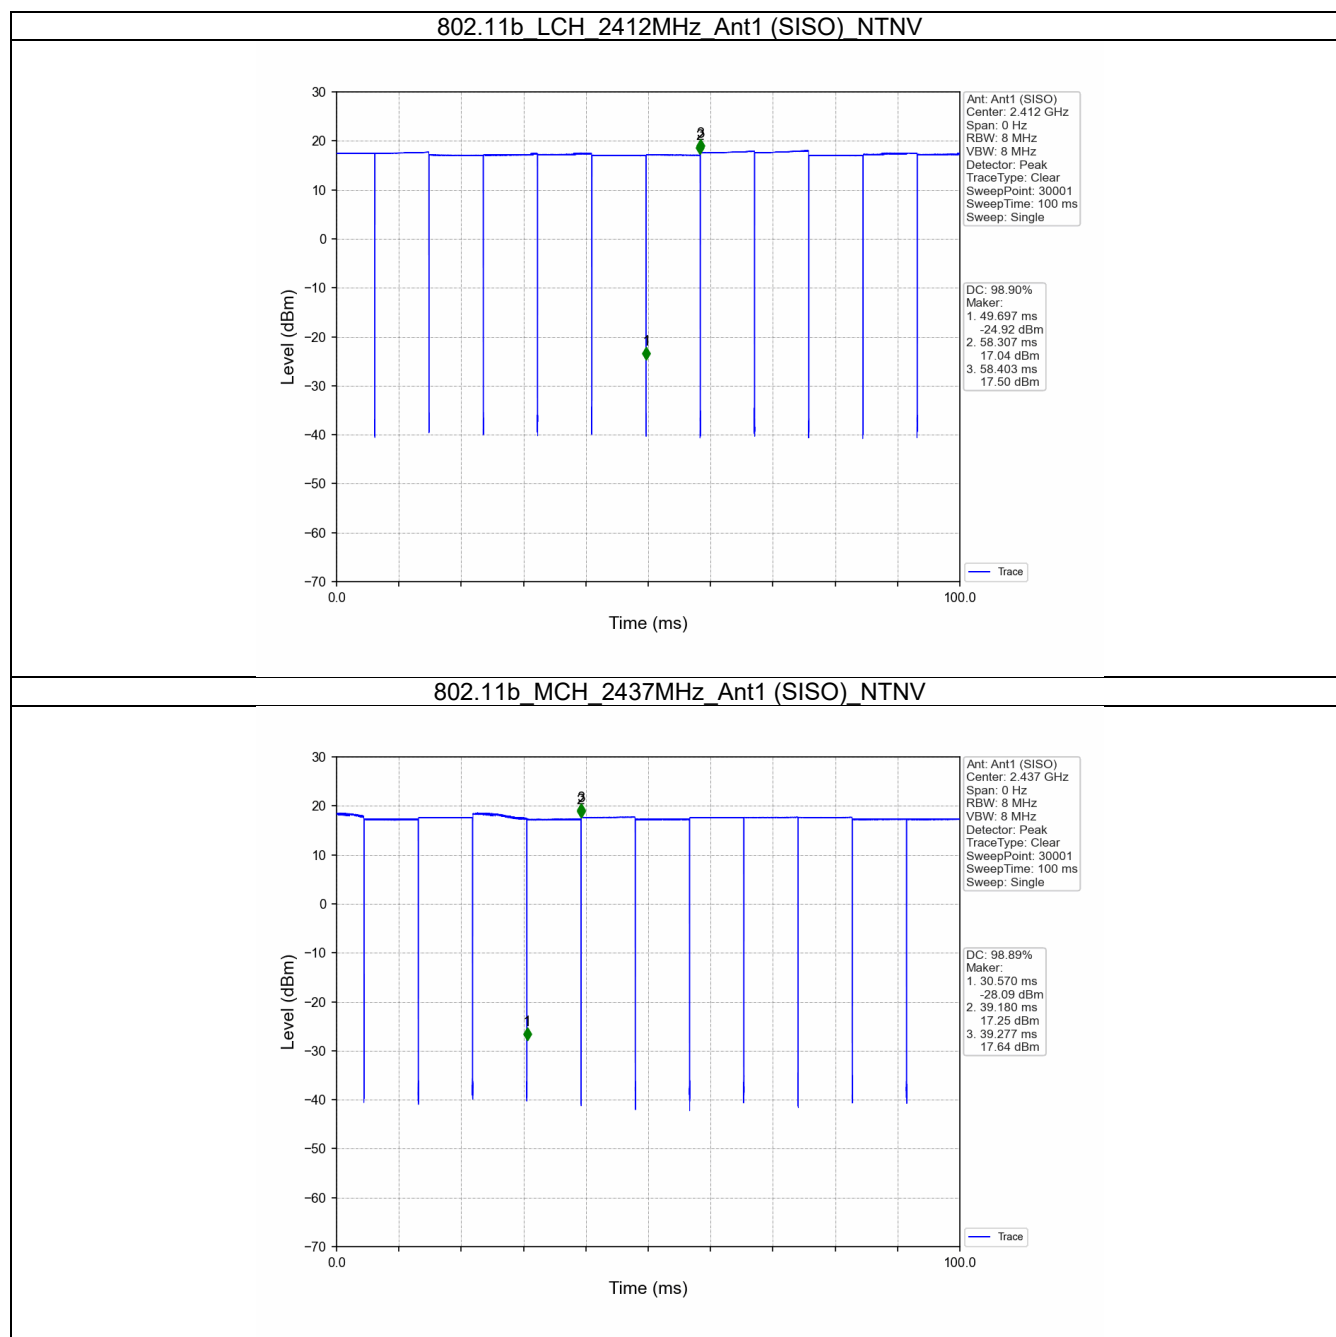 802.11b_LCH_2412MHz_Ant1 (SISO)_NTNV
30
20
10
0
−10
−20
−30
−40
−50
−60
−70
Level (dBm)
0.0
100.0
Time (ms)
1
2
3
Ant: Ant1 (SISO)
Center: 2.412 GHz
Span: 0 Hz
RBW: 8 MHz
VBW: 8 MHz
Detector: Peak
TraceType: Clear
SweepPoint: 30001
SweepTime: 100 ms
Sweep: Single
DC: 98.90%
Maker:
1. 49.697 ms
-24.92 dBm
2. 58.307 ms
17.04 dBm
3. 58.403 ms
17.50 dBm
Trace
802.11b_MCH_2437MHz_Ant1 (SISO)_NTNV
30
20
10
0
−10
−20
−30
−40
−50
−60
−70
Level (dBm)
0.0
100.0
Time (ms)
1
2
3
Ant: Ant1 (SISO)
Center: 2.437 GHz
Span: 0 Hz
RBW: 8 MHz
VBW: 8 MHz
Detector: Peak
TraceType: Clear
SweepPoint: 30001
SweepTime: 100 ms
Sweep: Single
DC: 98.89%
Maker:
1. 30.570 ms
-28.09 dBm
2. 39.180 ms
17.25 dBm
3. 39.277 ms
17.64 dBm
Trace